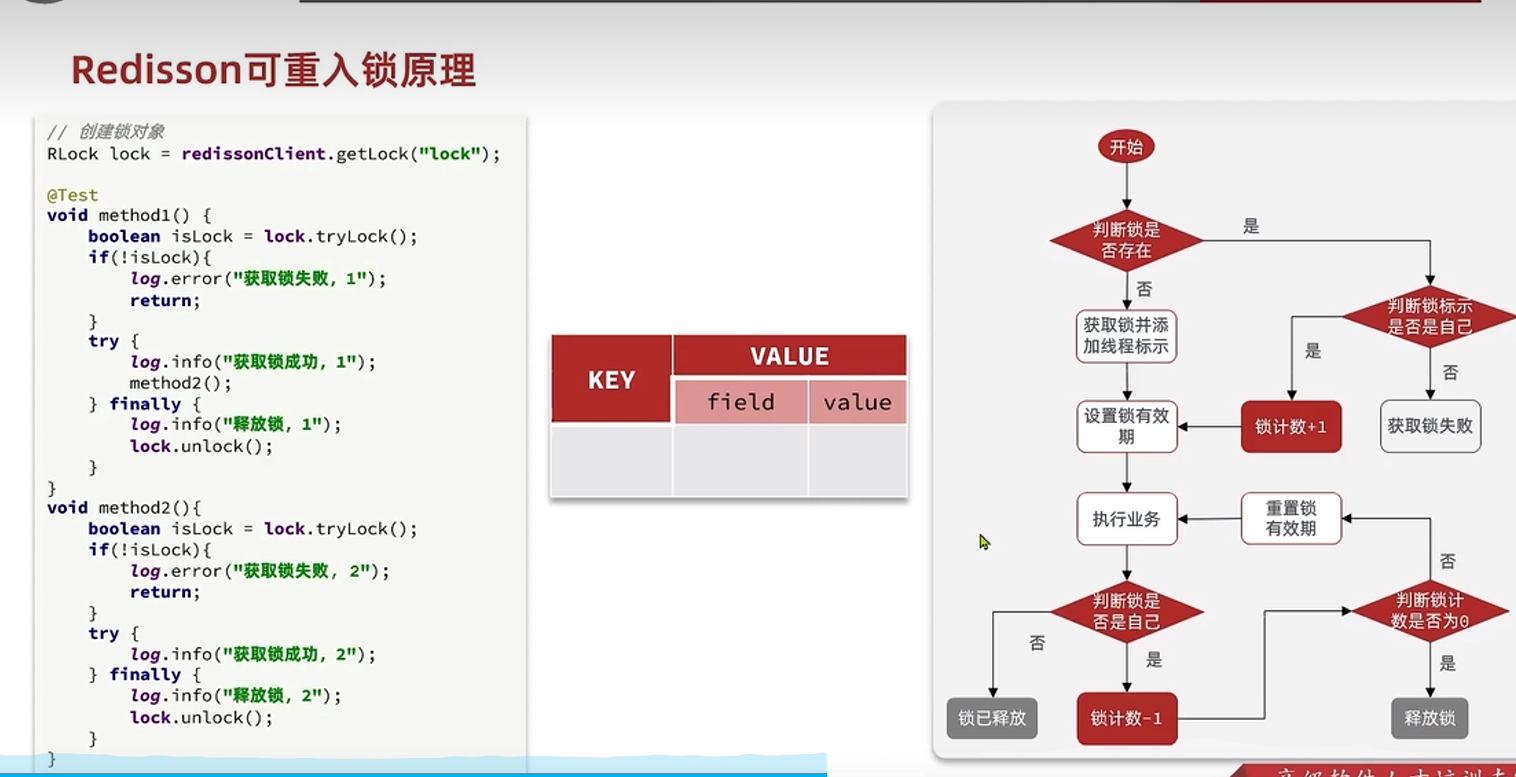 Redisson可重入锁原理
// 创建锁对象
RLock lock = redissonClient.getLock("lock");
@Test
void method1() {
boolean isLock = lock.tryLock();
if(!isLock){
log.error("获取锁失败, 1");
return;
}
try {
log.info("获取锁成功, 1");
method2();
} finally {
log.info("释放锁, 1");
lock.unlock();
}
}
void method2(){
boolean isLock = lock.tryLock();
if(!isLock){
log.error("获取锁失败, 2");
return;
}
try {
log.info("获取锁成功, 2");
} finally {
log.info("释放锁, 2");
lock.unlock();
}
}
KEY
VALUE
field
value
开始
判断锁是
否存在
是
否
获取锁并添
加线程标示
判断锁标示
是否是自己
是
否
设置锁有效
期
锁计数+1
获取锁失败
执行业务
重置锁
有效期
否
判断锁是
否是自己
判断锁计
数是否为0
否
是
是
锁已释放
锁计数-1
释放锁